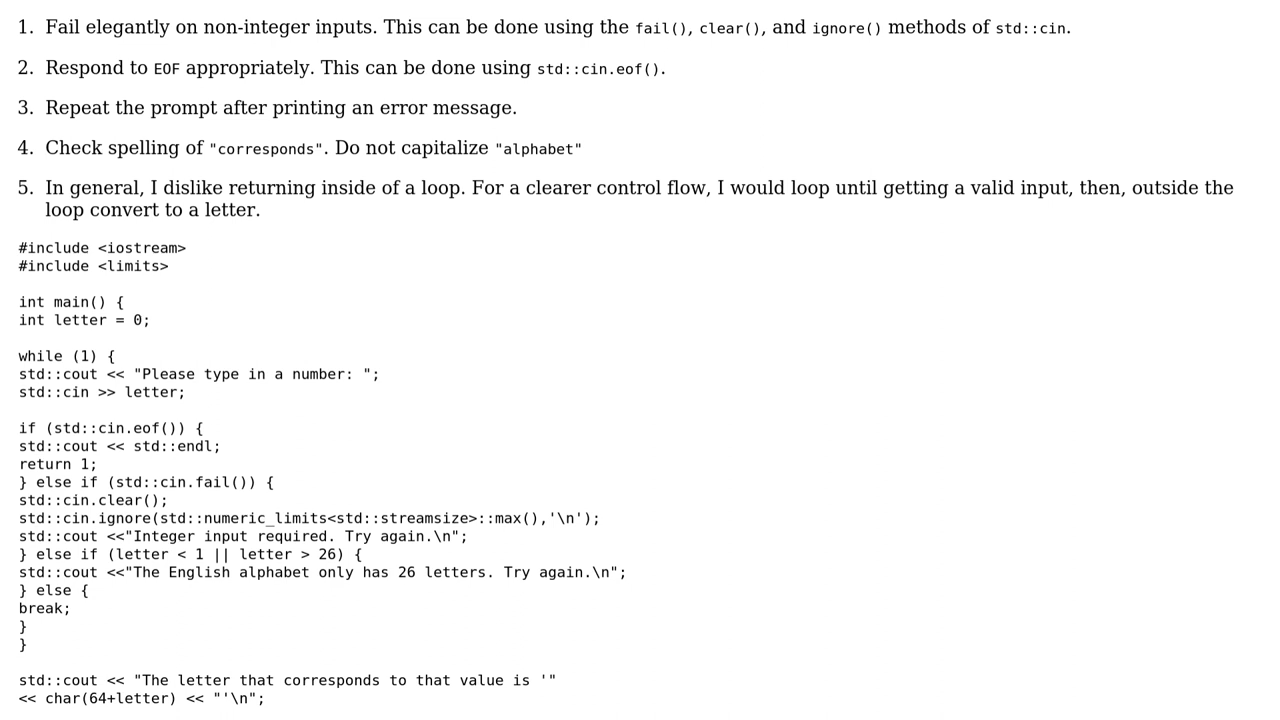 1. Fail elegantly on non-integer inputs. This can be done using the fail(), clear(), and ignore() methods of std::cin.
2. Respond to EOF appropriately. This can be done using std::cin.eof().
3. Repeat the prompt after printing an error message.
4. Check spelling of "corresponds". Do not capitalize "alphabet"
5. In general, I dislike returning inside of a loop. For a clearer control flow, I would loop until getting a valid input, then, outside the
loop convert to a letter.
#include <iostream>
#include <limits>
int main() {
int letter = 0;
while (1) {
std::cout << "Please type in a number: ";
std::cin >> letter;
if (std::cin.eof()) {
std::cout << std::endl;
return 1;
} else if (std::cin.fail()) {
std::cin.clear();
std::cin.ignore(std::numeric_limits<std::streamsize>::max(),'\n');
std::cout <<"Integer input required. Try again.\n";
} else if (letter < 1 || letter > 26) {
std::cout <<"The English alphabet only has 26 letters. Try again.\n";
} else {
break;
}
}
std::cout << "The letter that corresponds to that value is '"
<< char(64+letter) << "'\n";